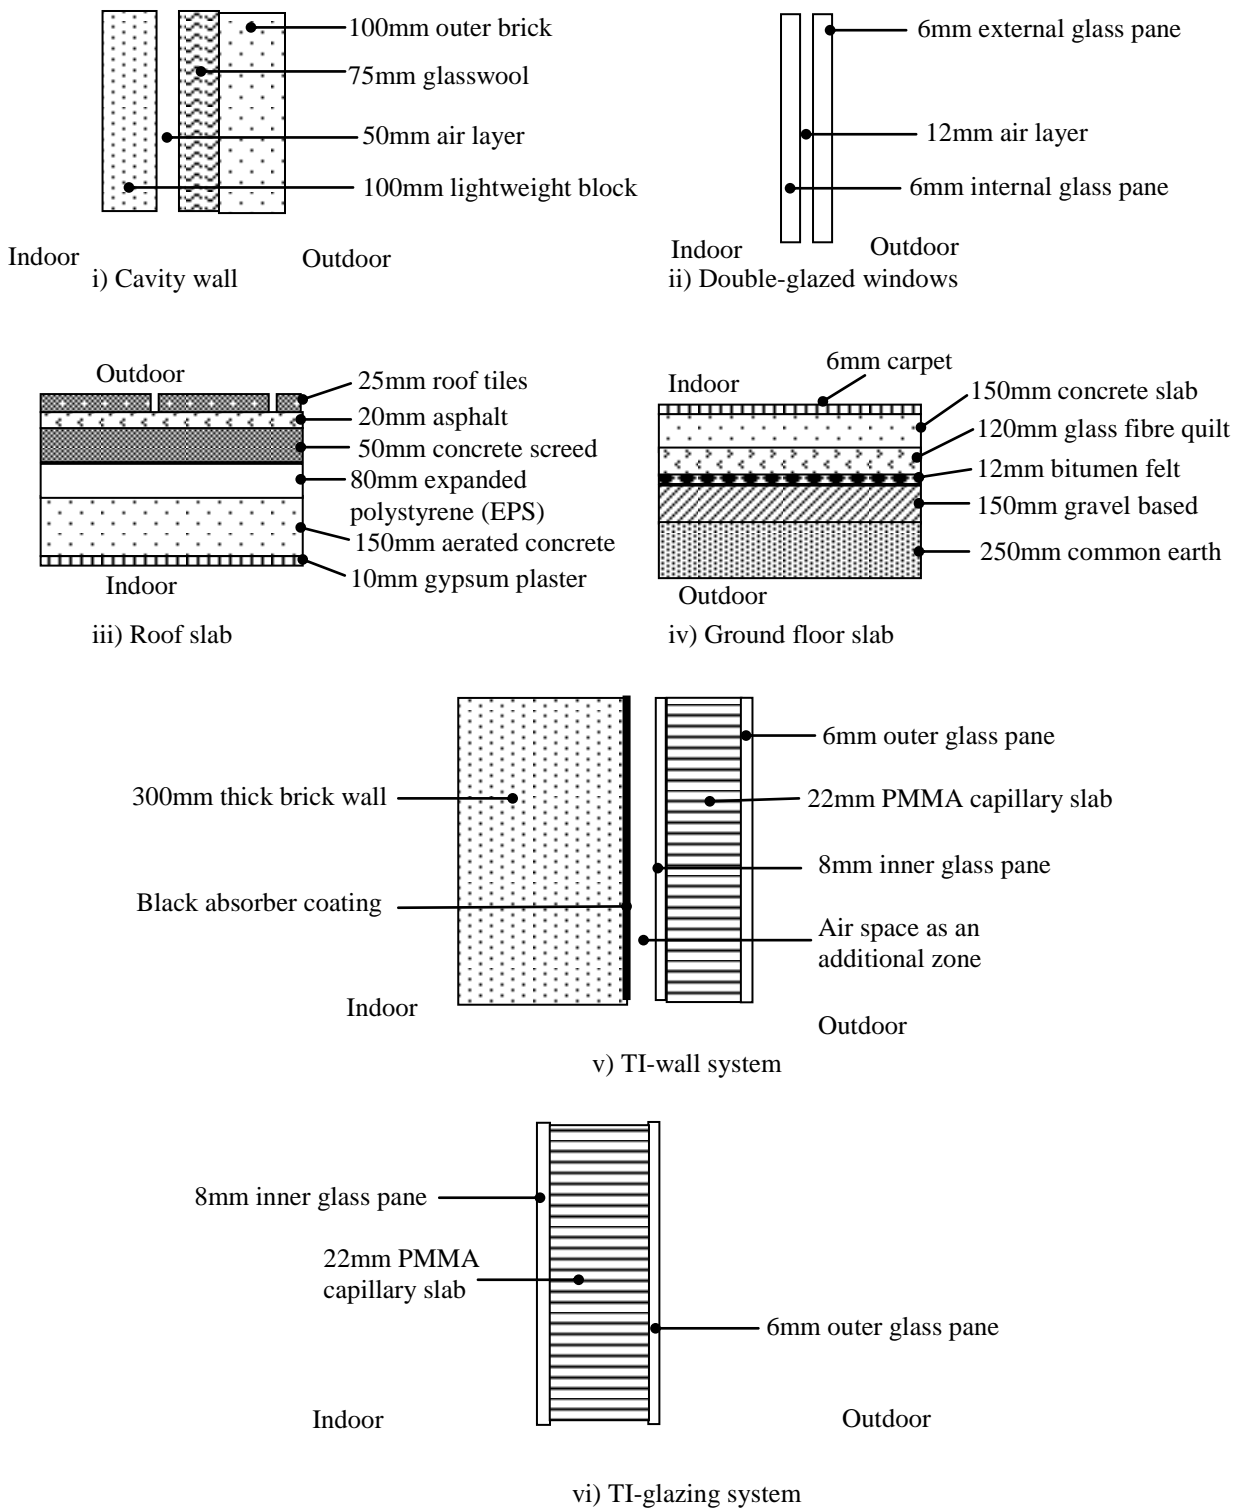 100mm outer brick
75mm glasswool
50mm air layer
100mm lightweight block
Indoor
Outdoor
i) Cavity wall
6mm external glass pane
12mm air layer
6mm internal glass pane
Indoor
Outdoor
ii) Double-glazed windows
Outdoor
25mm roof tiles
20mm asphalt
50mm concrete screed
80mm expanded
polystyrene (EPS)
150mm aerated concrete
10mm gypsum plaster
Indoor
iii) Roof slab
6mm carpet
Indoor
150mm concrete slab
120mm glass fibre quilt
12mm bitumen felt
150mm gravel based
250mm common earth
Outdoor
iv) Ground floor slab
6mm outer glass pane
300mm thick brick wall
22mm PMMA capillary slab
8mm inner glass pane
Black absorber coating
Air space as an
additional zone
Indoor
Outdoor
v) TI-wall system
8mm inner glass pane
22mm PMMA
capillary slab
6mm outer glass pane
Indoor
Outdoor
vi) TI-glazing system